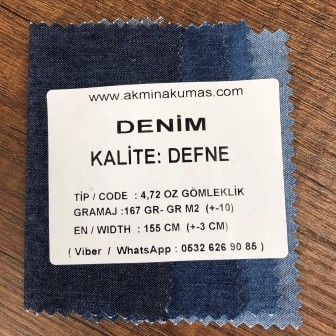 www.akminakumas.com
DENİM
KALİTE: DEFNE
TİP / CODE : 4,72 OZ GÖMLEKLİK
GRAMAJ :167 GR- GR M2 (+-10)
EN / WIDTH : 155 CM (+-3 CM)
( Viber / WhatsApp : 0532 626 90 85 )